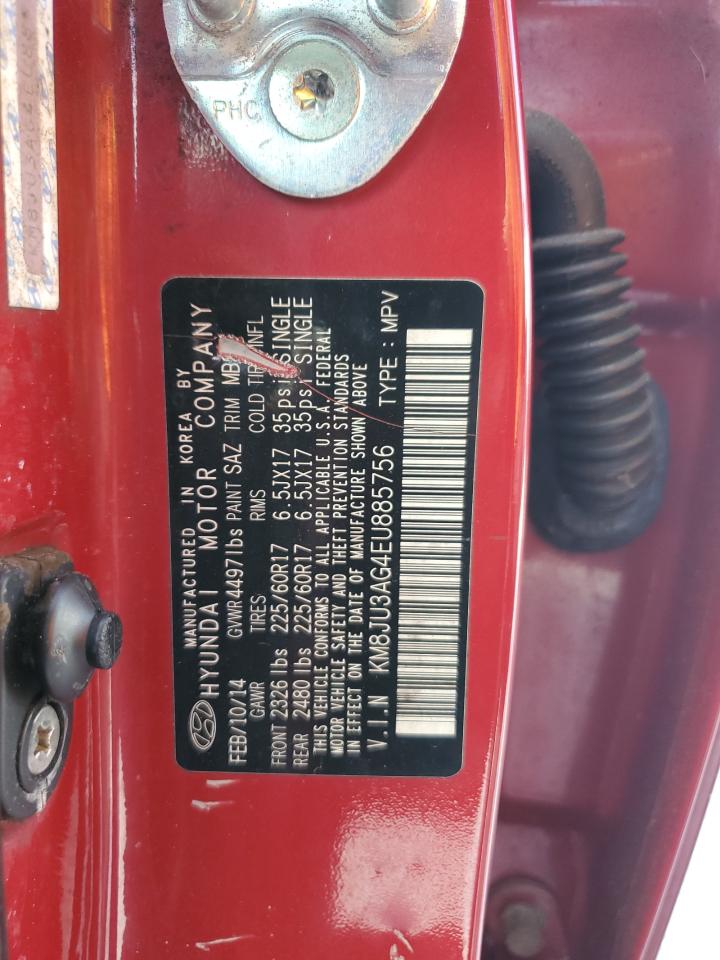 PHC
MANUFACTURED IN KOREA BY
HYUNDAI MOTOR COMPANY
FEB/10/14 GVWR 4497lbs PAINT SAZ TRIM
GAWR TIRES RIMS COLD INFL
FRONT 2326 lbs 225/60R17 6.5JX17 35psi SINGLE
REAR 2480 lbs 225/60R17 6.5JX17 35psi SINGLE
THIS VEHICLE CONFORMS TO ALL APPLICABLE U.S.A. FEDERAL
MOTOR VEHICLE SAFETY AND THEFT PREVENTION STANDARDS
IN EFFECT ON THE DATE OF MANUFACTURE SHOWN ABOVE
V.I.N KM8JU3AG4EU885756 TYPE : MPV